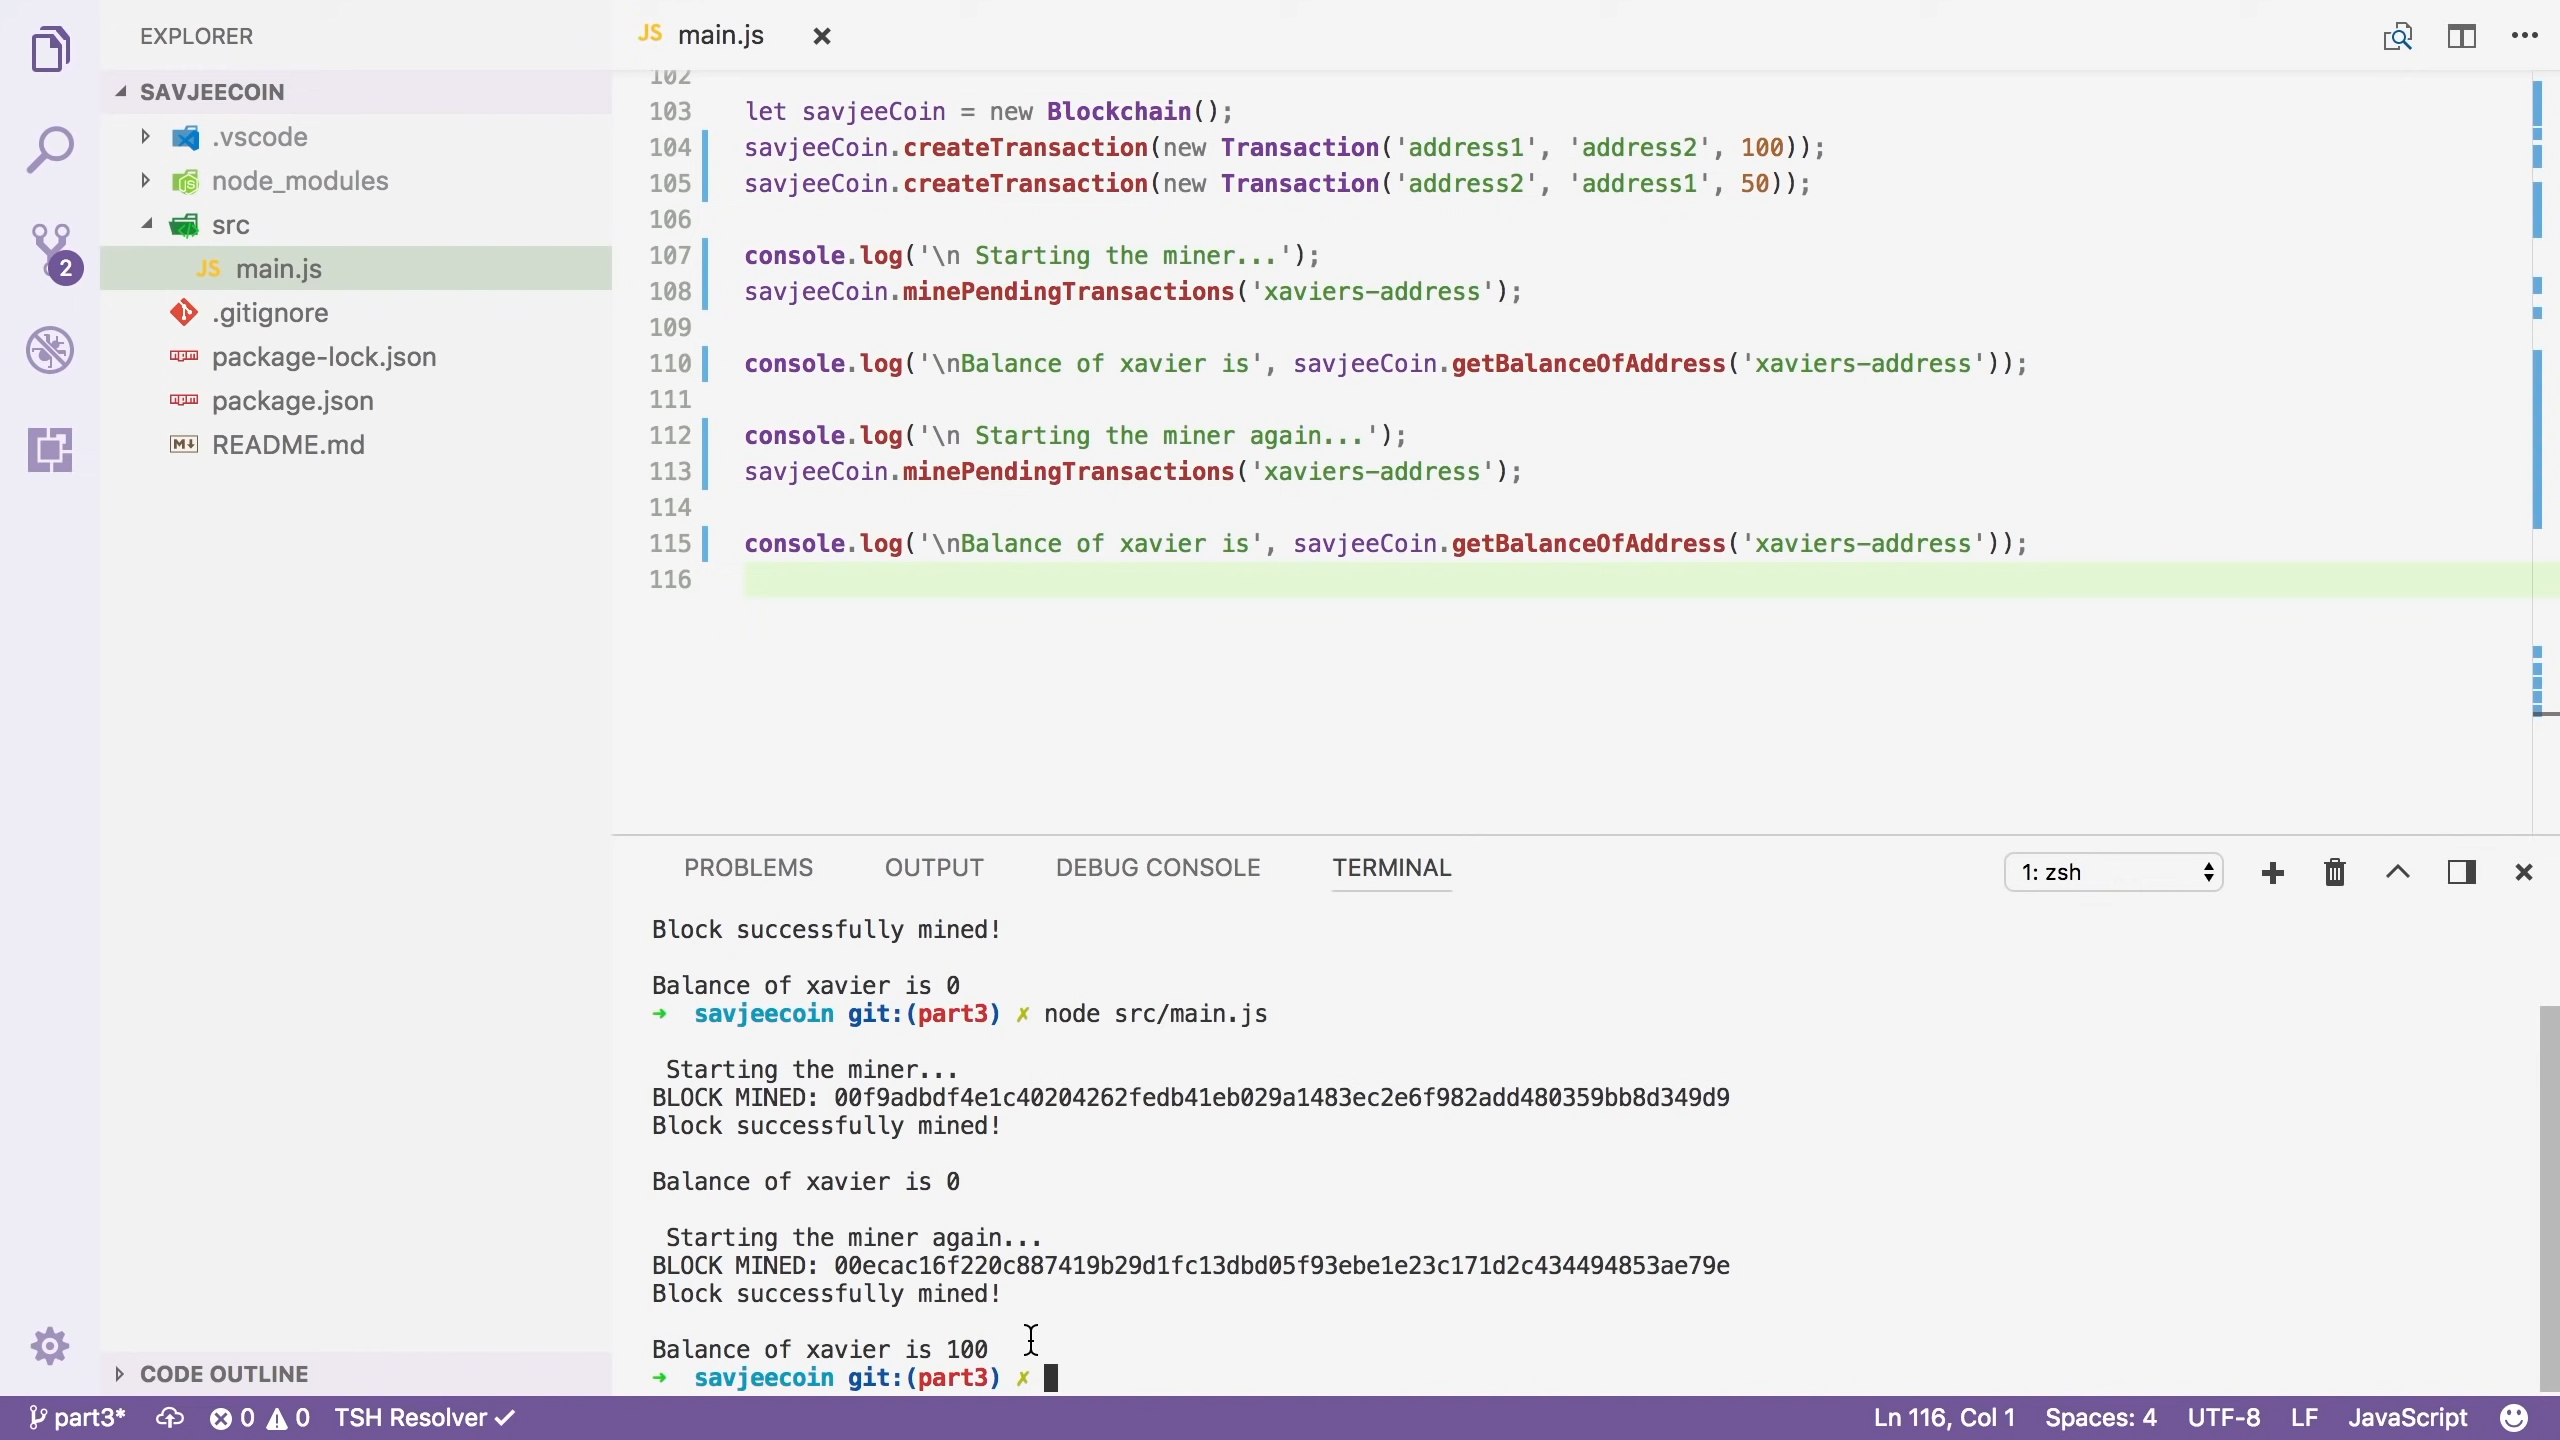 EXPLORER
SAVJEECOIN
.vscode
node_modules
src
JS main.js
.gitignore
package-lock.json
package.json
M↓ README.md
CODE OUTLINE
2
JS main.js
102
103 let savjeeCoin = new Blockchain();
104 savjeeCoin.createTransaction(new Transaction('address1', 'address2', 100));
105 savjeeCoin.createTransaction(new Transaction('address2', 'address1', 50));
106
107 console.log('\n Starting the miner...');
108 savjeeCoin.minePendingTransactions('xaviers-address');
109
110 console.log('\nBalance of xavier is', savjeeCoin.getBalanceOfAddress('xaviers-address'));
111
112 console.log('\n Starting the miner again...');
113 savjeeCoin.minePendingTransactions('xaviers-address');
114
115 console.log('\nBalance of xavier is', savjeeCoin.getBalanceOfAddress('xaviers-address'));
116
PROBLEMS OUTPUT DEBUG CONSOLE TERMINAL 1: zsh
Block successfully mined!
Balance of xavier is 0
➜ savjeecoin git:(part3) ✗ node src/main.js
Starting the miner...
BLOCK MINED: 00f9adbdf4e1c40204262fedb41eb029a1483ec2e6f982add480359bb8d349d9
Block successfully mined!
Balance of xavier is 0
Starting the miner again...
BLOCK MINED: 00ecac16f220c887419b29d1fc13dbd05f93ebe1e23c171d2c434494853ae79e
Block successfully mined!
Balance of xavier is 100
➜ savjeecoin git:(part3) ✗
part3* 0 0 TSH Resolver ✓ Ln 116, Col 1 Spaces: 4 UTF-8 LF JavaScript